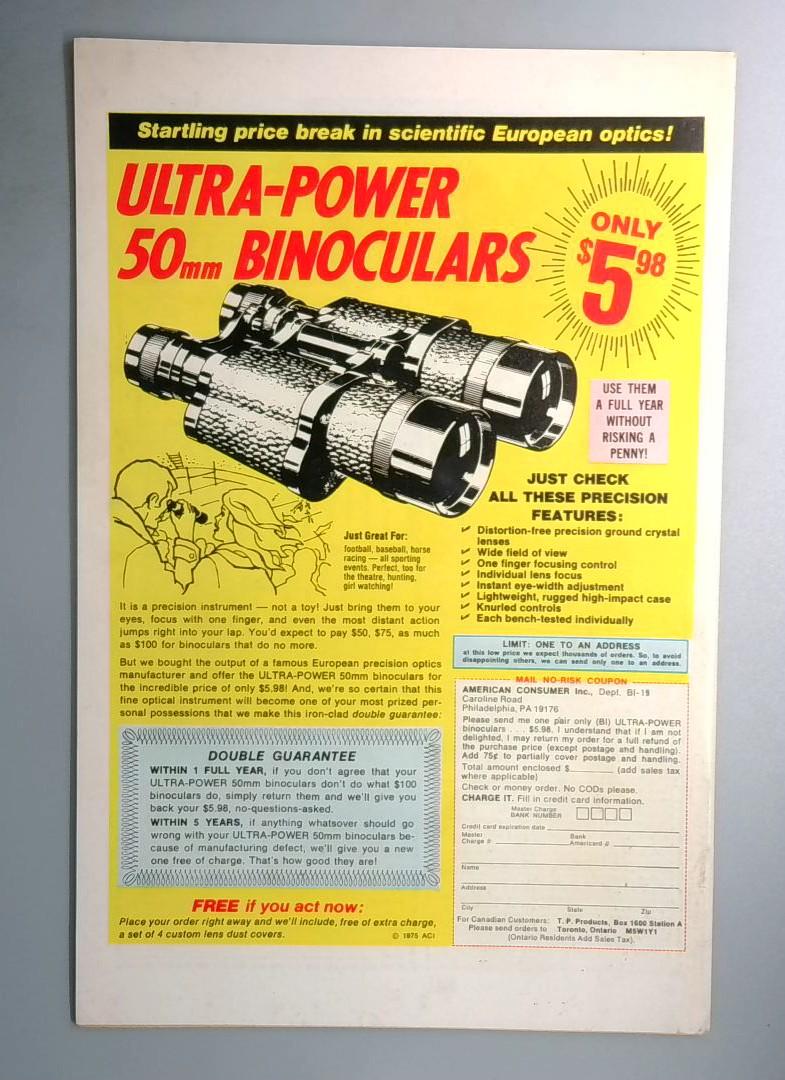 Startling price break in scientific European optics!
ULTRA-POWER
50mm BINOCULARS
ONLY
$5.98
USE THEM
A FULL YEAR
WITHOUT
RISKING A
PENNY!
JUST CHECK
ALL THESE PRECISION
FEATURES:
✓ Distortion-free precision ground crystal
lenses
✓ Wide field of view
✓ One finger focusing control
✓ Individual lens focus
✓ Instant eye-width adjustment
✓ Lightweight, rugged high-impact case
✓ Knurled controls
✓ Each bench-tested individually
Just Great For:
football, baseball, horse
racing — all sporting
events. Perfect, too for
the theatre, hunting,
girl watching!
It is a precision instrument — not a toy! Just bring them to your
eyes, focus with one finger, and even the most distant action
jumps right into your lap. You'd expect to pay $50, $75, as much
as $100 for binoculars that do no more.
But we bought the output of a famous European precision optics
manufacturer and offer the ULTRA-POWER 50mm binoculars for
the incredible price of only $5.98! And, we're so certain that this
fine optical instrument will become one of your most prized per-
sonal possessions that we make this iron-clad double guarantee:
DOUBLE GUARANTEE
WITHIN 1 FULL YEAR, if you don't agree that your
ULTRA-POWER 50mm binoculars don't do what $100
binoculars do, simply return them and we'll give you
back your $5.98, no-questions-asked.
WITHIN 5 YEARS, if anything whatsoever should go
wrong with your ULTRA-POWER 50mm binoculars be-
cause of manufacturing defect, we'll give you a new
one free of charge. That's how good they are!
FREE if you act now:
Place your order right away and we'll include, free of extra charge,
a set of 4 custom lens dust covers.
© 1975 ACI
LIMIT: ONE TO AN ADDRESS
at this low price we expect thousands of orders. So, to avoid
disappointing others, we can send only one to an address.
MAIL NO-RISK COUPON
AMERICAN CONSUMER Inc., Dept. BI-19
Caroline Road
Philadelphia, PA 19176
Please send me one pair only (BI) ULTRA-POWER
binoculars . . . $5.98. I understand that if I am not
delighted, I may return my order for a full refund of
the purchase price (except postage and handling).
Add 75¢ to partially cover postage and handling.
Total amount enclosed $________ (add sales tax
where applicable)
Check or money order. No CODs please.
CHARGE IT. Fill in credit card information.
Master Charge
BANK NUMBER
Credit card expiration date
Master
Charge #
Bank
Americard #
Name
Address
City State Zip
For Canadian Customers: T. P. Products, Box 1600 Station A
Please send orders to Toronto, Ontario M5W1Y1
(Ontario Residents Add Sales Tax).